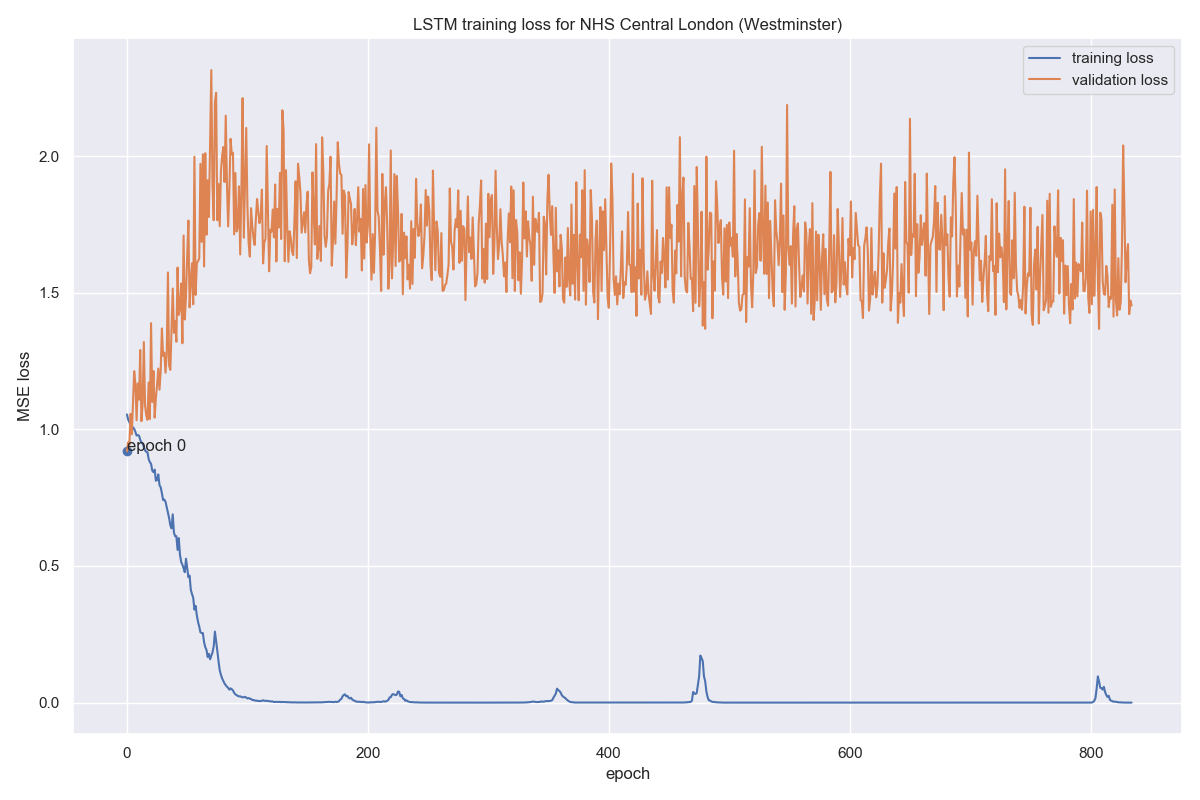 LSTM training loss for NHS Central London (Westminster)
training loss
validation loss
2.0
1.5
1.0
0.5
0.0
MSE loss
epoch 0
0
200
400
600
800
epoch